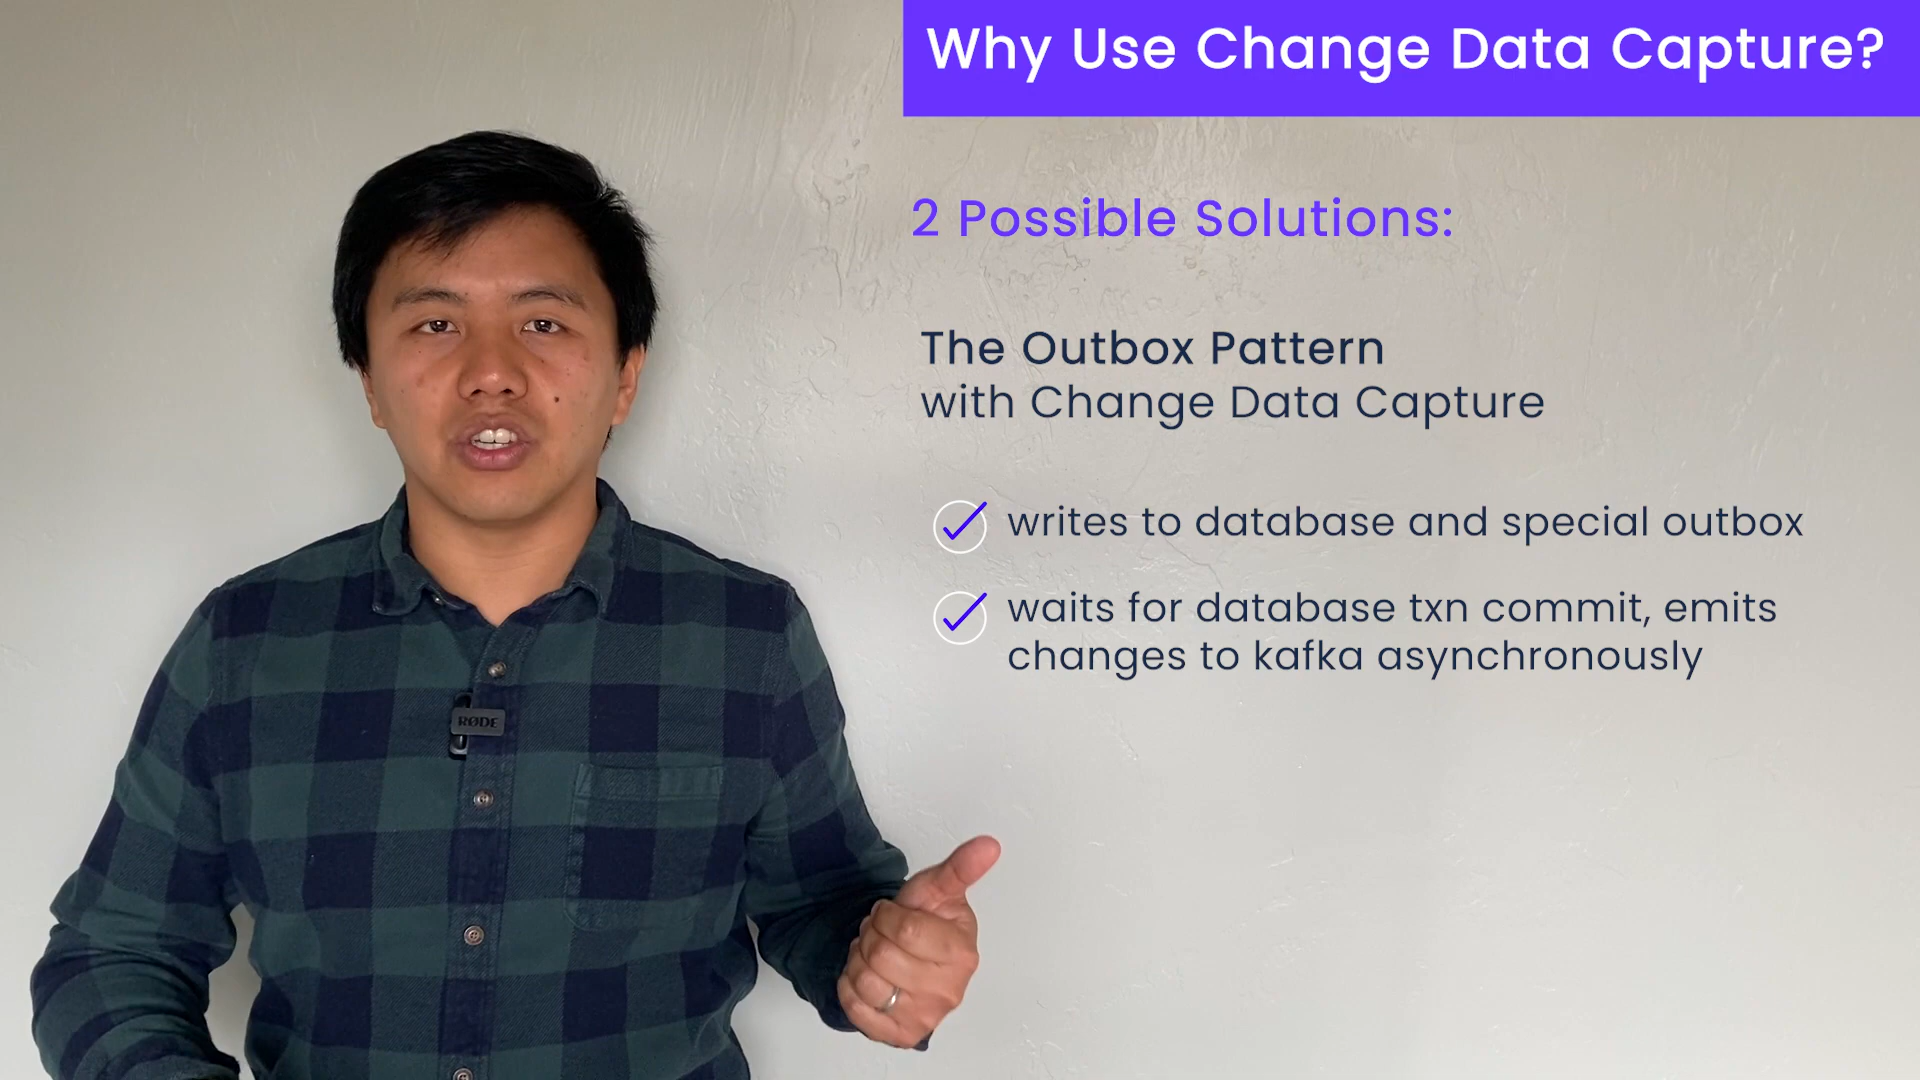 Why Use Change Data Capture?
2 Possible Solutions:
The Outbox Pattern
with Change Data Capture
writes to database and special outbox
waits for database txn commit, emits
changes to kafka asynchronously
RØDE